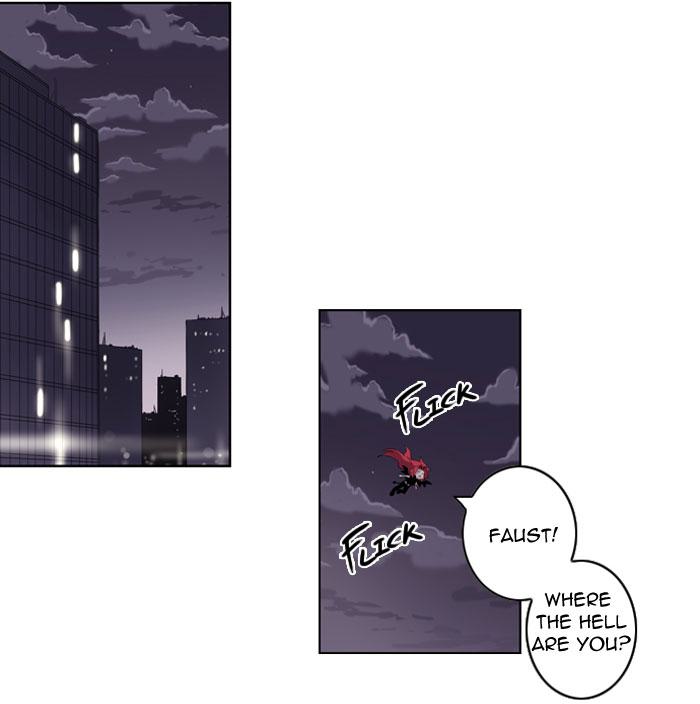 FLICK
FLICK
FAUST!
WHERE
THE HELL
ARE YOU?